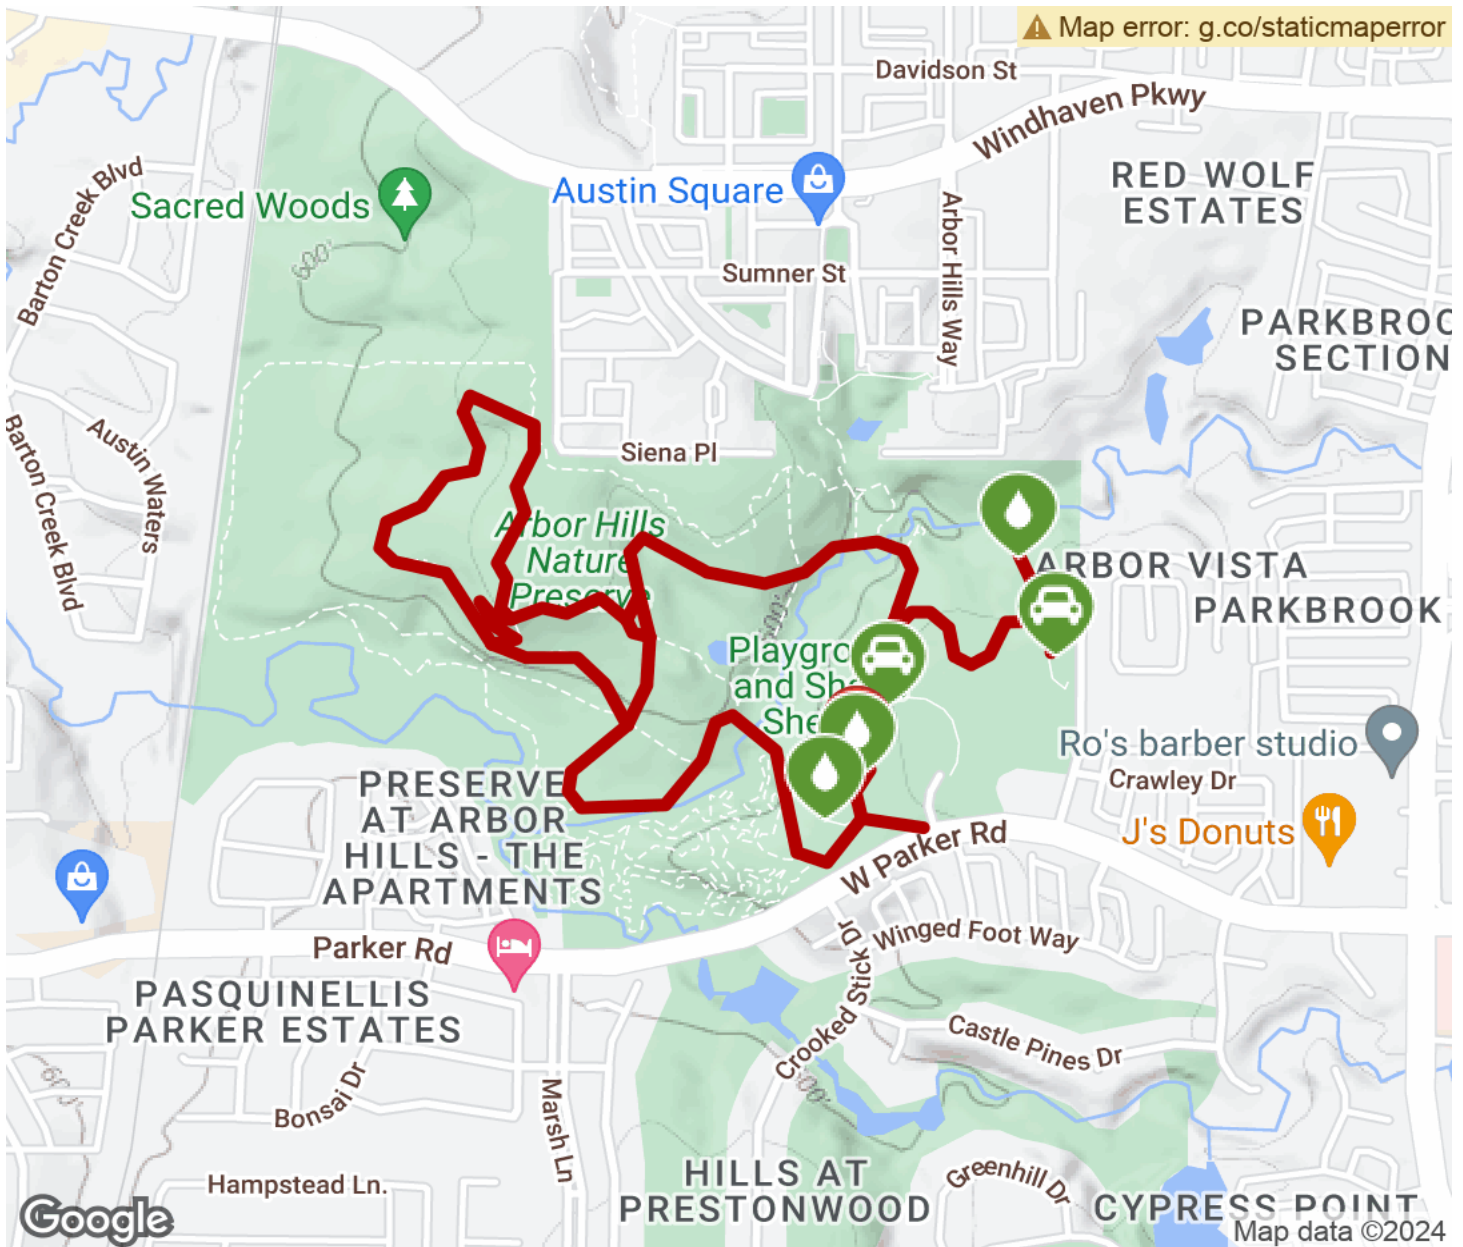 Map error: g.co/staticmaperror
Davidson St
Windhaven Pkwy
Barton Creek Blvd
Sacred Woods
Austin Square
RED WOLF
ESTATES
Arbor Hills Way
600'
Sumner St
PARKBROO
SECTION
Barton Creek Blvd
Austin Waters
Siena Pl
Arbor Hills
Nature
Preserve
ARBOR VISTA
PARKBROOK
600'
Playgro
and She
She
Ro's barber studio
Crawley Dr
J's Donuts
PRESERVE
AT ARBOR
HILLS - THE
APARTMENTS
W Parker Rd
Parker Rd
Winged Foot Way
Crooked Stick Dr
PASQUINELLIS
PARKER ESTATES
Castle Pines Dr
Bonsai Dr
Marsh Ln
Hampstead Ln.
HILLS AT
PRESTONWOOD
Greenhill Dr
CYPRESS POINT
Google
Map data ©2024